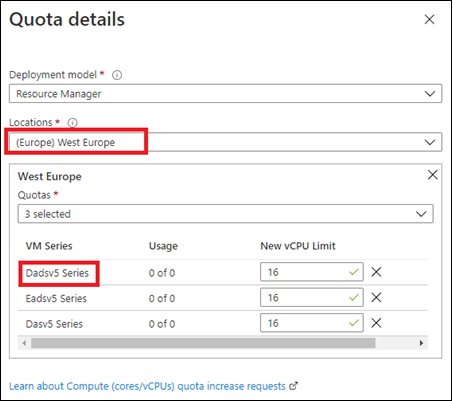 Quota details
Deployment model *
Resource Manager
Locations *
(Europe) West Europe
West Europe
Quotas *
3 selected
VM Series Usage New vCPU Limit
Dadsv5 Series 0 of 0 16
Eadsv5 Series 0 of 0 16
Dasv5 Series 0 of 0 16
Learn about Compute (cores/vCPUs) quota increase requests